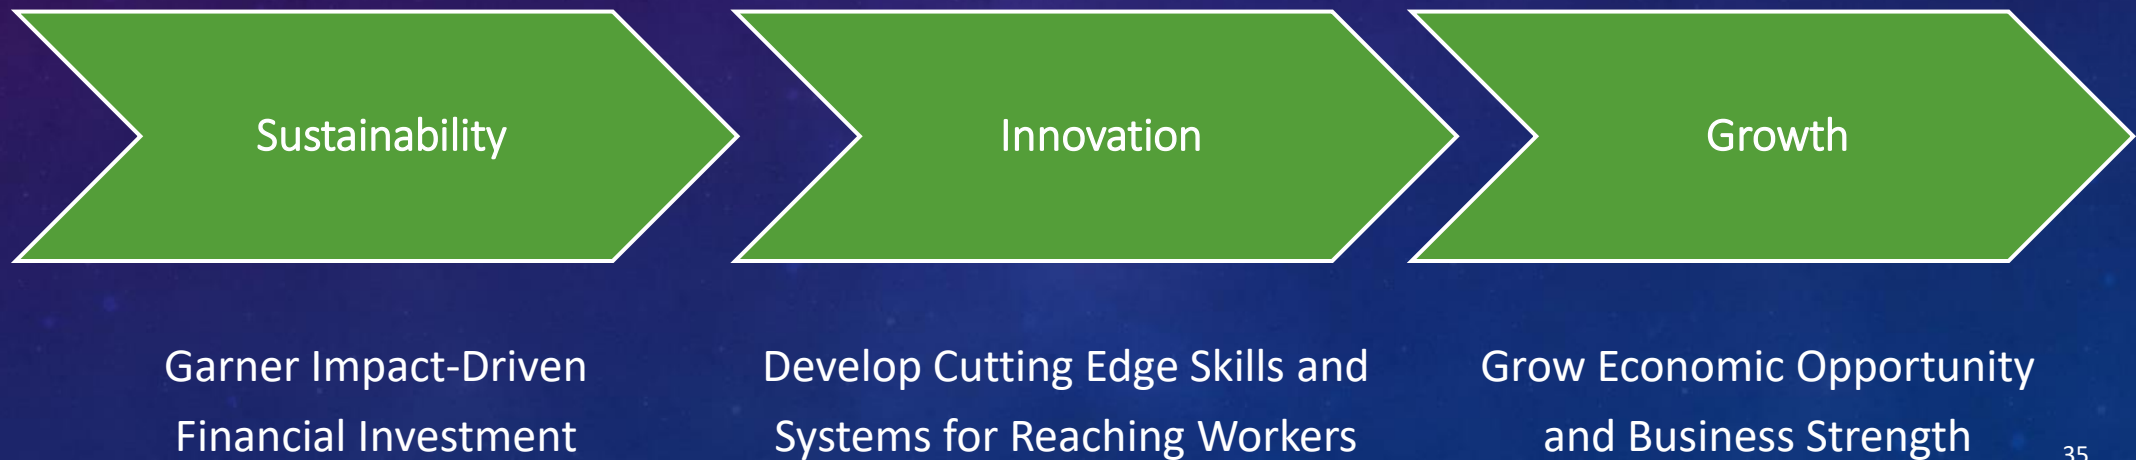 Sustainability
Innovation
Growth
Garner Impact-Driven
Financial Investment
Develop Cutting Edge Skills and
Systems for Reaching Workers
Grow Economic Opportunity
and Business Strength
35